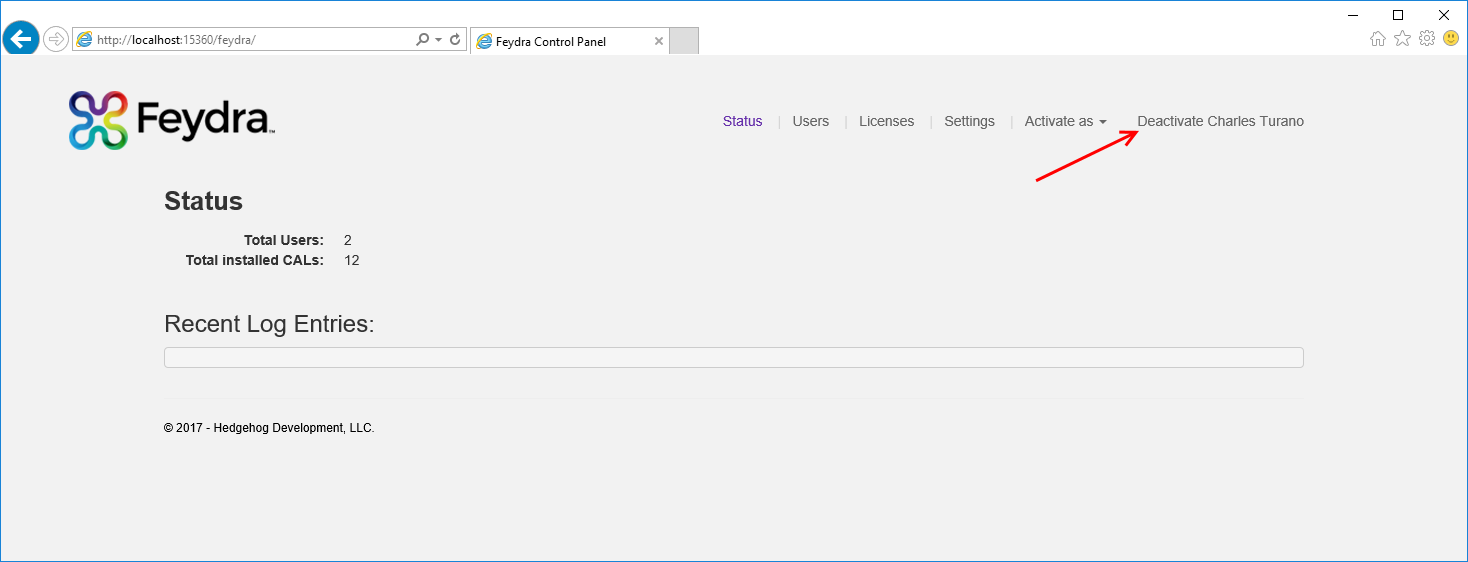 http://localhost:15360/feydra/
Feydra Control Panel
Feydra™
Status
Users
Licenses
Settings
Activate as
Deactivate Charles Turano
Status
Total Users: 2
Total installed CALs: 12
Recent Log Entries:
© 2017 - Hedgehog Development, LLC.